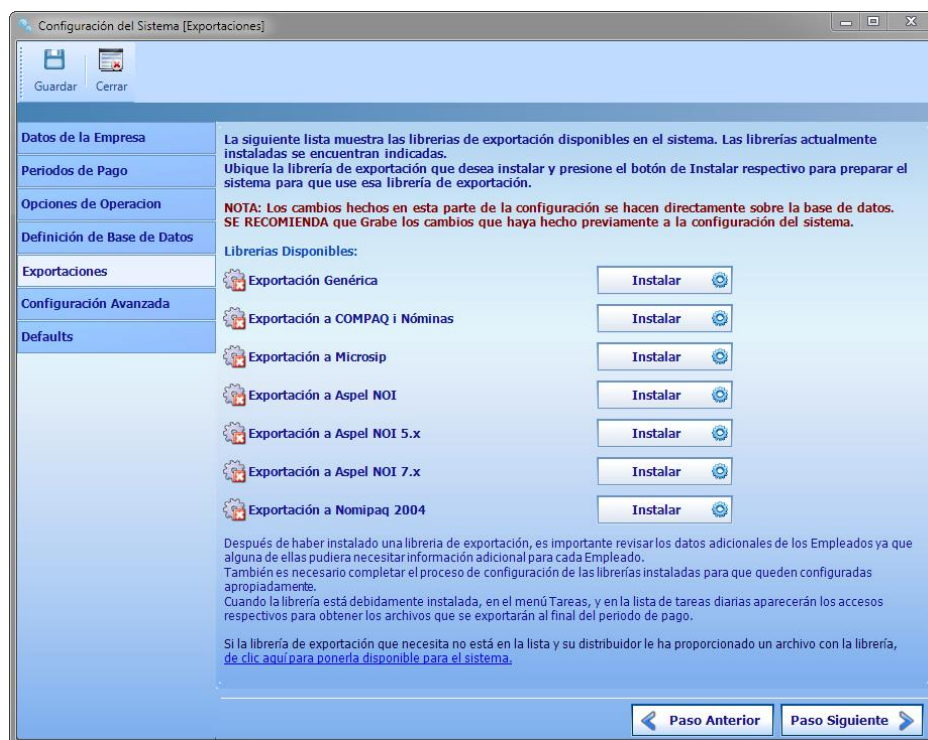 Configuración del Sistema [Exportaciones]
Guardar
Cerrar
Datos de la Empresa
Periodos de Pago
Opciones de Operacion
Definición de Base de Datos
Exportaciones
Configuración Avanzada
Defaults
La siguiente lista muestra las librerias de exportación disponibles en el sistema. Las librerías actualmente
instaladas se encuentran indicadas.
Ubique la librería de exportación que desea instalar y presione el botón de Instalar respectivo para preparar el
sistema para que use esa librería de exportación.
NOTA: Los cambios hechos en esta parte de la configuración se hacen directamente sobre la base de datos.
SE RECOMIENDA que Grabe los cambios que haya hecho previamente a la configuración del sistema.
Librerias Disponibles:
Exportación Genérica
Instalar
Exportación a COMPAQ i Nóminas
Instalar
Exportación a Microsip
Instalar
Exportación a Aspel NOI
Instalar
Exportación a Aspel NOI 5.x
Instalar
Exportación a Aspel NOI 7.x
Instalar
Exportación a Nomipaq 2004
Instalar
Después de haber instalado una libreria de exportación, es importante revisar los datos adicionales de los Empleados ya que
alguna de ellas pudiera necesitar información adicional para cada Empleado.
También es necesario completar el proceso de configuración de las librerías instaladas para que queden configuradas
apropiadamente.
Cuando la librería está debidamente instalada, en el menú Tareas, y en la lista de tareas diarias aparecerán los accesos
respectivos para obtener los archivos que se exportarán al final del periodo de pago.
Si la librería de exportación que necesita no está en la lista y su distribuidor le ha proporcionado un archivo con la librería,
de clic aquí para ponerla disponible para el sistema.
Paso Anterior
Paso Siguiente